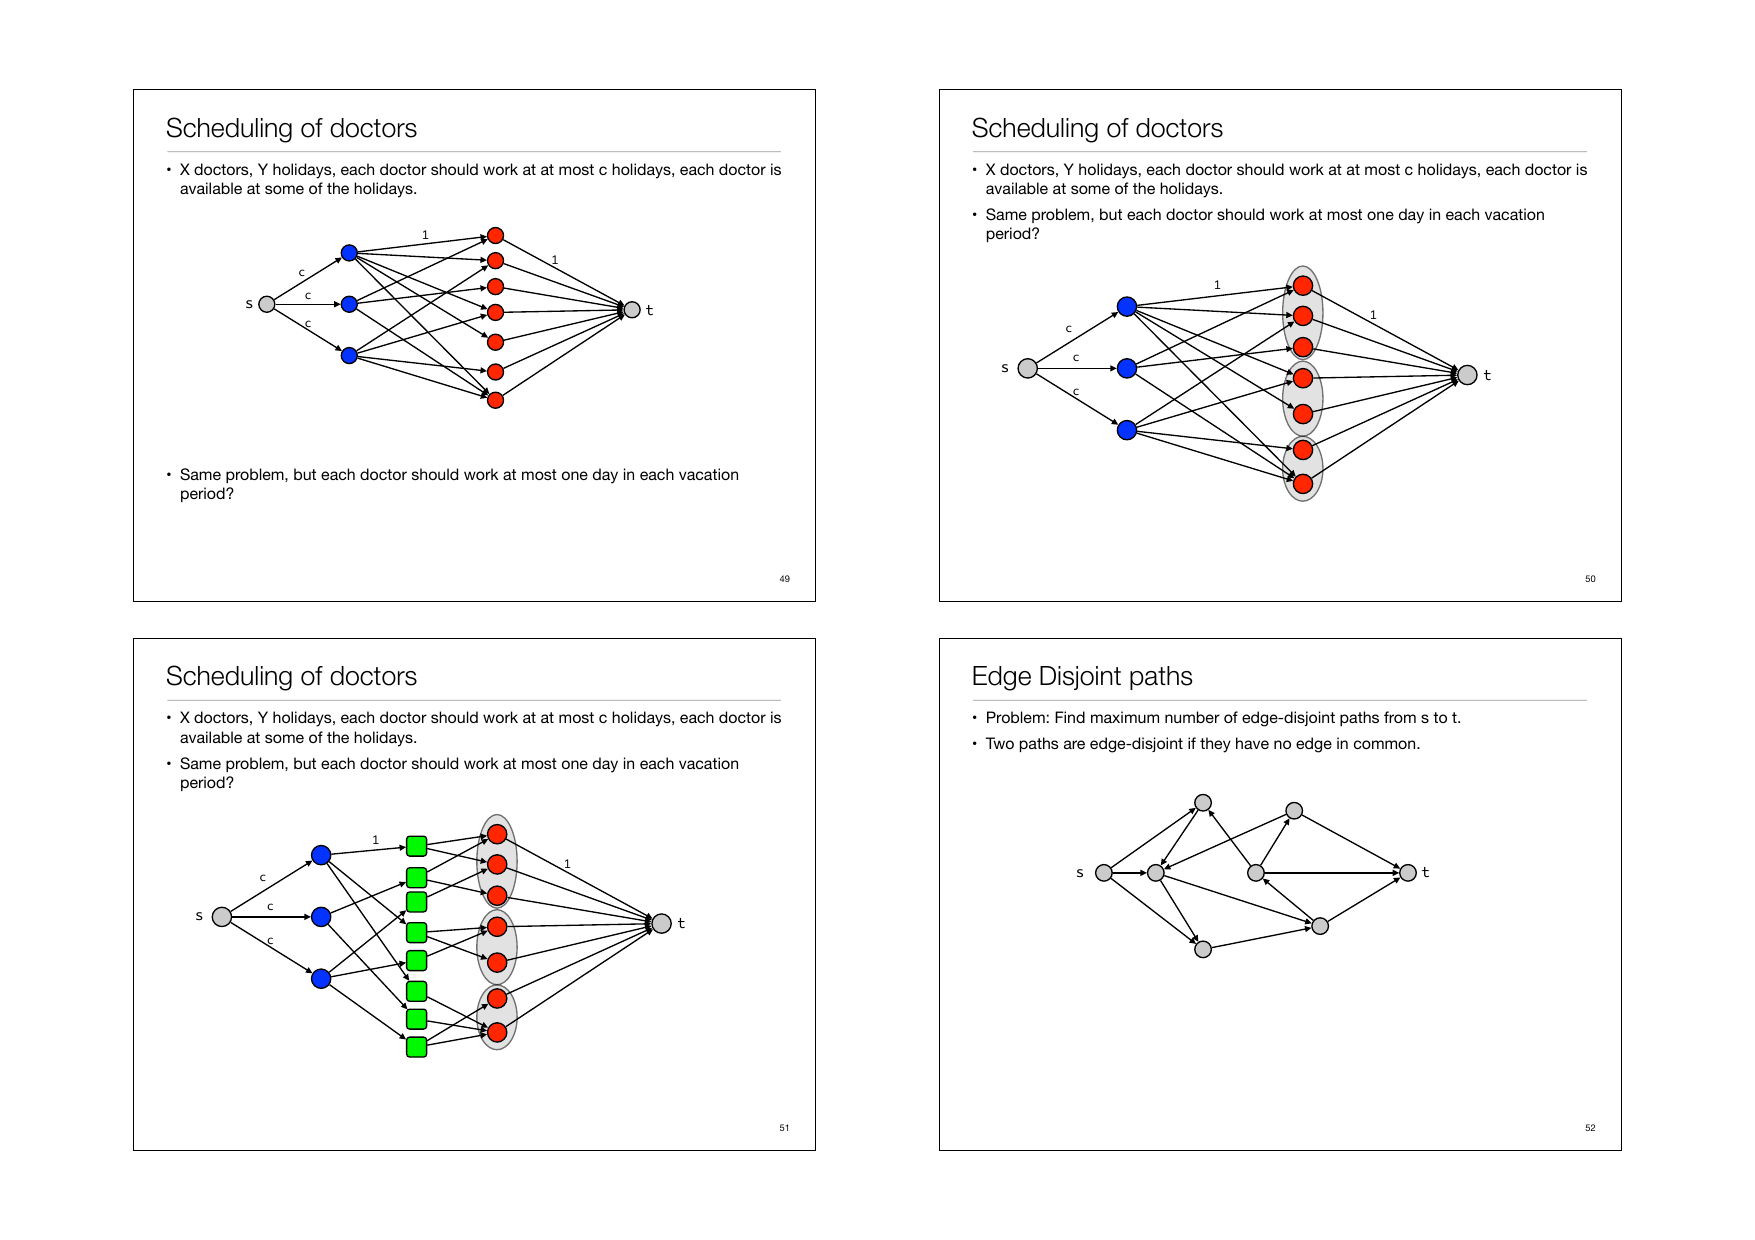 Scheduling of doctors
• X doctors, Y holidays, each doctor should work at at most c holidays, each doctor is
available at some of the holidays.
1
1
c
c
s
c
t
• Same problem, but each doctor should work at most one day in each vacation
period?
49
Scheduling of doctors
• X doctors, Y holidays, each doctor should work at at most c holidays, each doctor is
available at some of the holidays.
• Same problem, but each doctor should work at most one day in each vacation
period?
1
1
c
c
s
c
t
50
Scheduling of doctors
• X doctors, Y holidays, each doctor should work at at most c holidays, each doctor is
available at some of the holidays.
• Same problem, but each doctor should work at most one day in each vacation
period?
1
1
c
c
s
c
t
51
Edge Disjoint paths
• Problem: Find maximum number of edge-disjoint paths from s to t.
• Two paths are edge-disjoint if they have no edge in common.
s
t
52